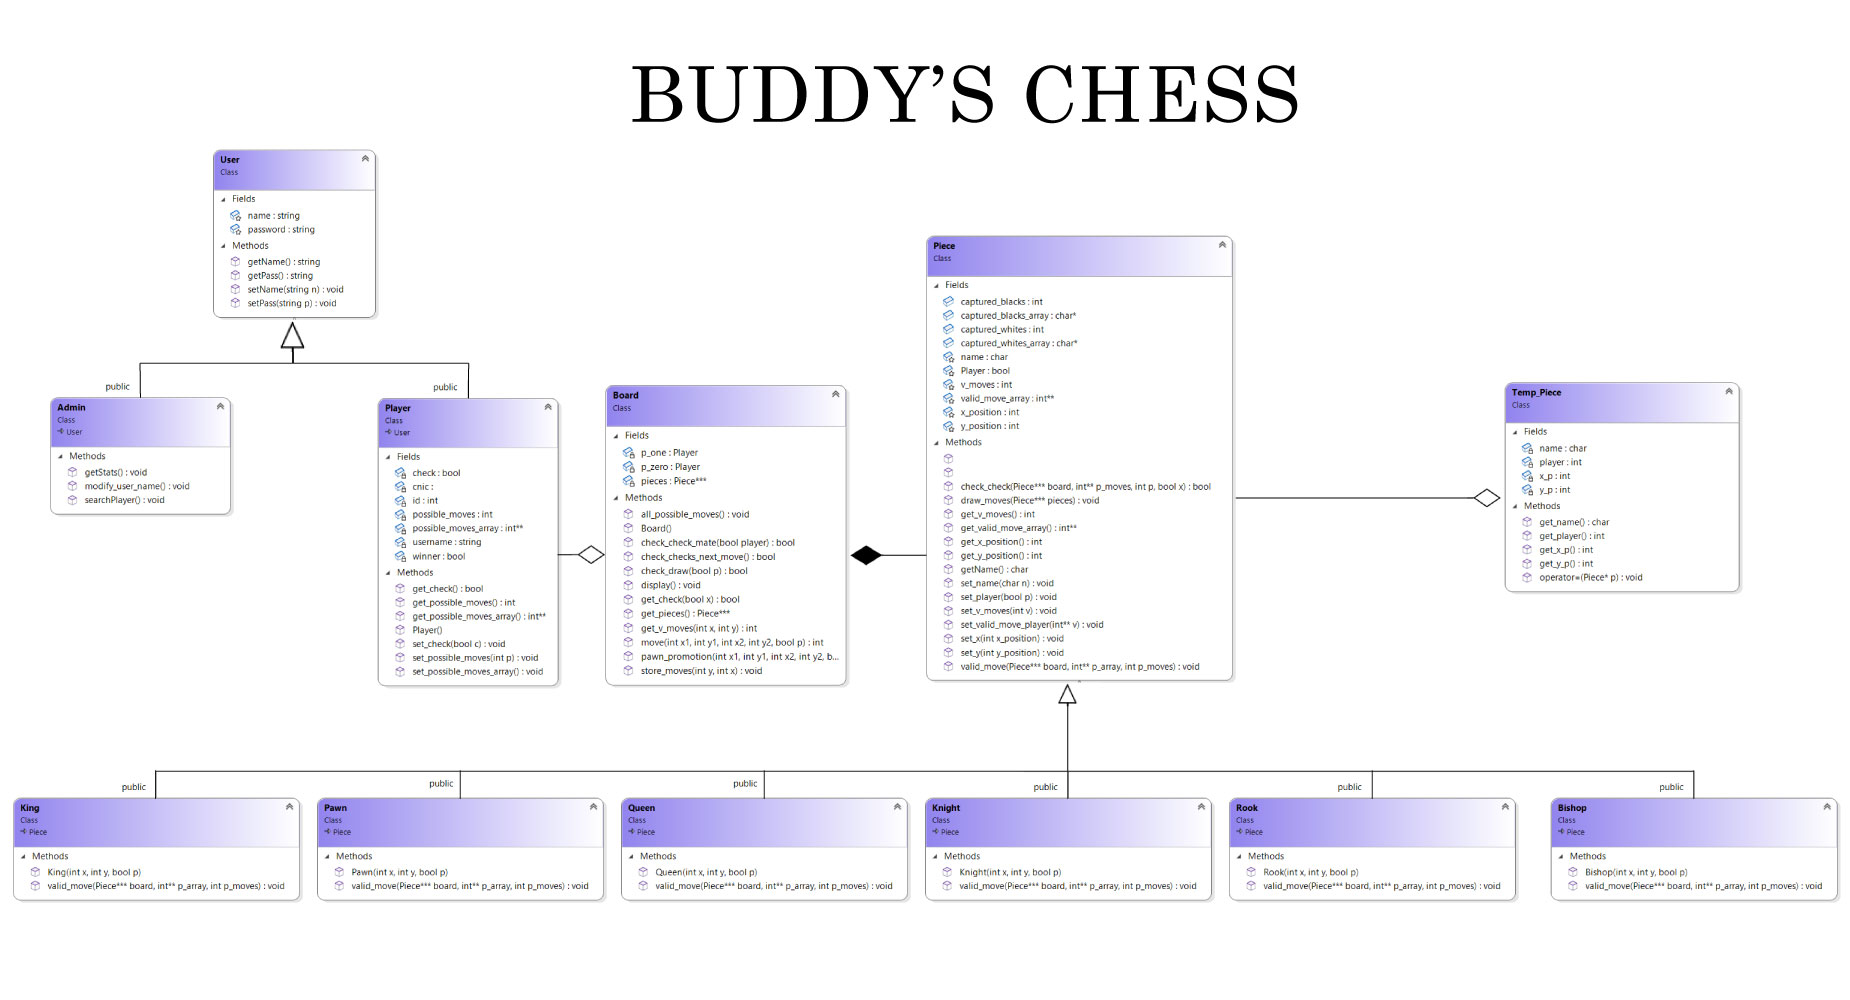 BUDDY’S CHESS
User
Class
Fields
name : string
password : string
Methods
getName() : string
getPass() : string
setName(string n) : void
setPass(string p) : void
public
public
Admin
Class
User
Methods
getStats() : void
modify_user_name() : void
searchPlayer() : void
Player
Class
User
Fields
check : bool
cnic :
id : int
possible_moves : int
possible_moves_array : int**
username : string
winner : bool
Methods
get_check() : bool
get_possible_moves() : int
get_possible_moves_array() : int**
Player()
set_check(bool c) : void
set_possible_moves(int p) : void
set_possible_moves_array() : void
Board
Class
Fields
p_one : Player
p_zero : Player
pieces : Piece***
Methods
all_possible_moves() : void
Board()
check_check_mate(bool player) : bool
check_checks_next_move() : bool
check_draw(bool p) : bool
display() : void
get_check(bool x) : bool
get_pieces() : Piece***
get_v_moves(int x, int y) : int
move(int x1, int y1, int x2, int y2, bool p) : int
pawn_promotion(int x1, int y1, int x2, int y2, b...
store_moves(int y, int x) : void
Piece
Class
Fields
captured_blacks : int
captured_blacks_array : char*
captured_whites : int
captured_whites_array : char*
name : char
Player : bool
v_moves : int
valid_move_array : int**
x_position : int
y_position : int
Methods
check_check(Piece*** board, int** p_moves, int p, bool x) : bool
draw_moves(Piece*** pieces) : void
get_v_moves() : int
get_valid_move_array() : int**
get_x_position() : int
get_y_position() : int
getName() : char
set_name(char n) : void
set_player(bool p) : void
set_v_moves(int v) : void
set_valid_move_player(int** v) : void
set_x(int x_position) : void
set_y(int y_position) : void
valid_move(Piece*** board, int** p_array, int p_moves) : void
Temp_Piece
Class
Fields
name : char
player : int
x_p : int
y_p : int
Methods
get_name() : char
get_player() : int
get_x_p() : int
get_y_p() : int
operator=(Piece* p) : void
public
public
public
public
public
public
King
Class
Piece
Methods
King(int x, int y, bool p)
valid_move(Piece*** board, int** p_array, int p_moves) : void
Pawn
Class
Piece
Methods
Pawn(int x, int y, bool p)
valid_move(Piece*** board, int** p_array, int p_moves) : void
Queen
Class
Piece
Methods
Queen(int x, int y, bool p)
valid_move(Piece*** board, int** p_array, int p_moves) : void
Knight
Class
Piece
Methods
Knight(int x, int y, bool p)
valid_move(Piece*** board, int** p_array, int p_moves) : void
Rook
Class
Piece
Methods
Rook(int x, int y, bool p)
valid_move(Piece*** board, int** p_array, int p_moves) : void
Bishop
Class
Piece
Methods
Bishop(int x, int y, bool p)
valid_move(Piece*** board, int** p_array, int p_moves) : void